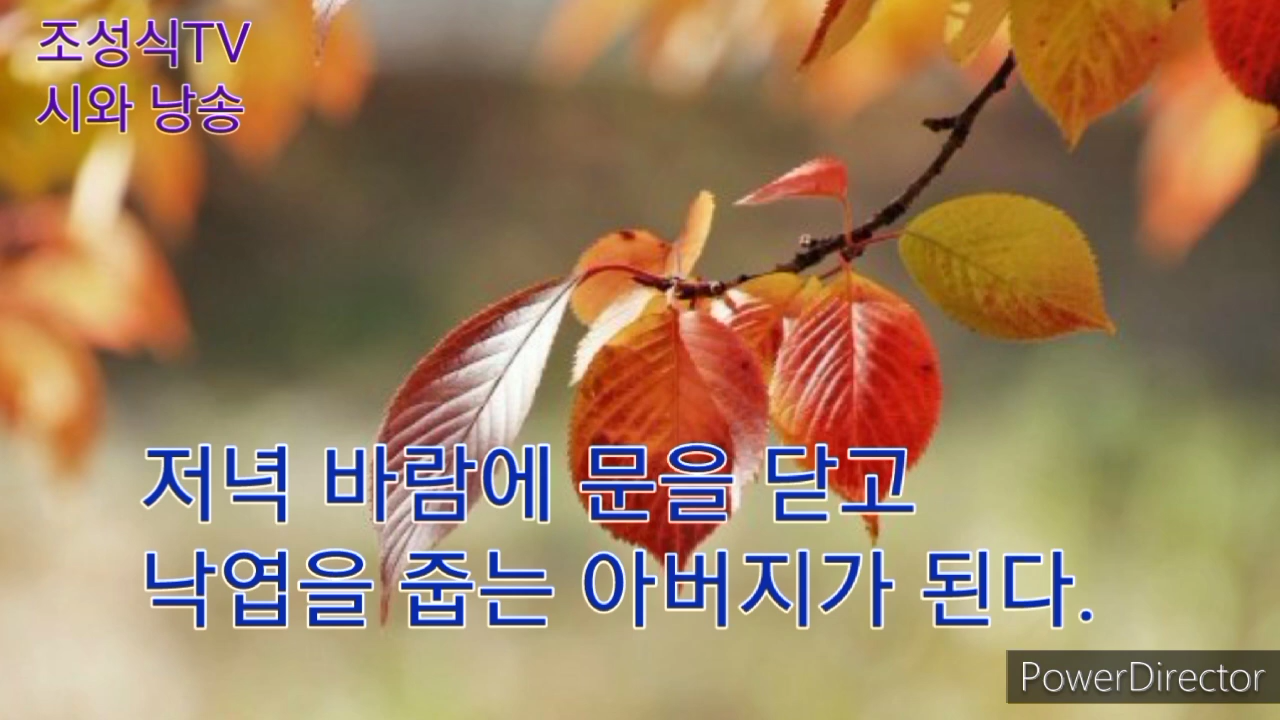 조성식TV
시와 낭송
저녁 바람에 문을 닫고
낙엽을 줍는 아버지가 된다.
PowerDirector